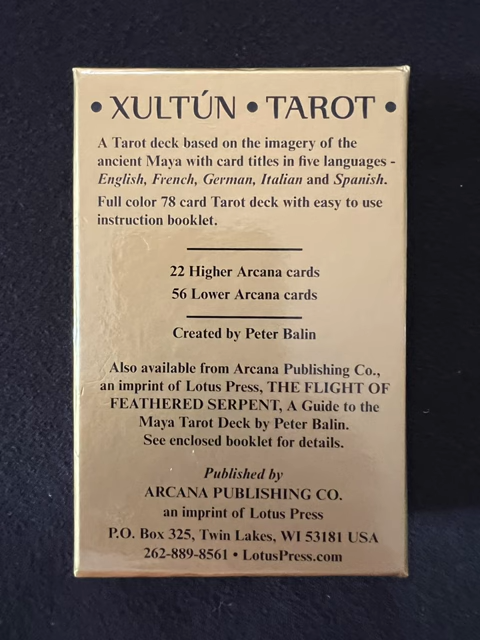 • XULTÚN • TAROT •
A Tarot deck based on the imagery of the
ancient Maya with card titles in five languages -
English, French, German, Italian and Spanish.
Full color 78 card Tarot deck with easy to use
instruction booklet.
22 Higher Arcana cards
56 Lower Arcana cards
Created by Peter Balin
Also available from Arcana Publishing Co.,
an imprint of Lotus Press, THE FLIGHT OF
FEATHERED SERPENT, A Guide to the
Maya Tarot Deck by Peter Balin.
See enclosed booklet for details.
Published by
ARCANA PUBLISHING CO.
an imprint of Lotus Press
P.O. Box 325, Twin Lakes, WI 53181 USA
262-889-8561 • LotusPress.com